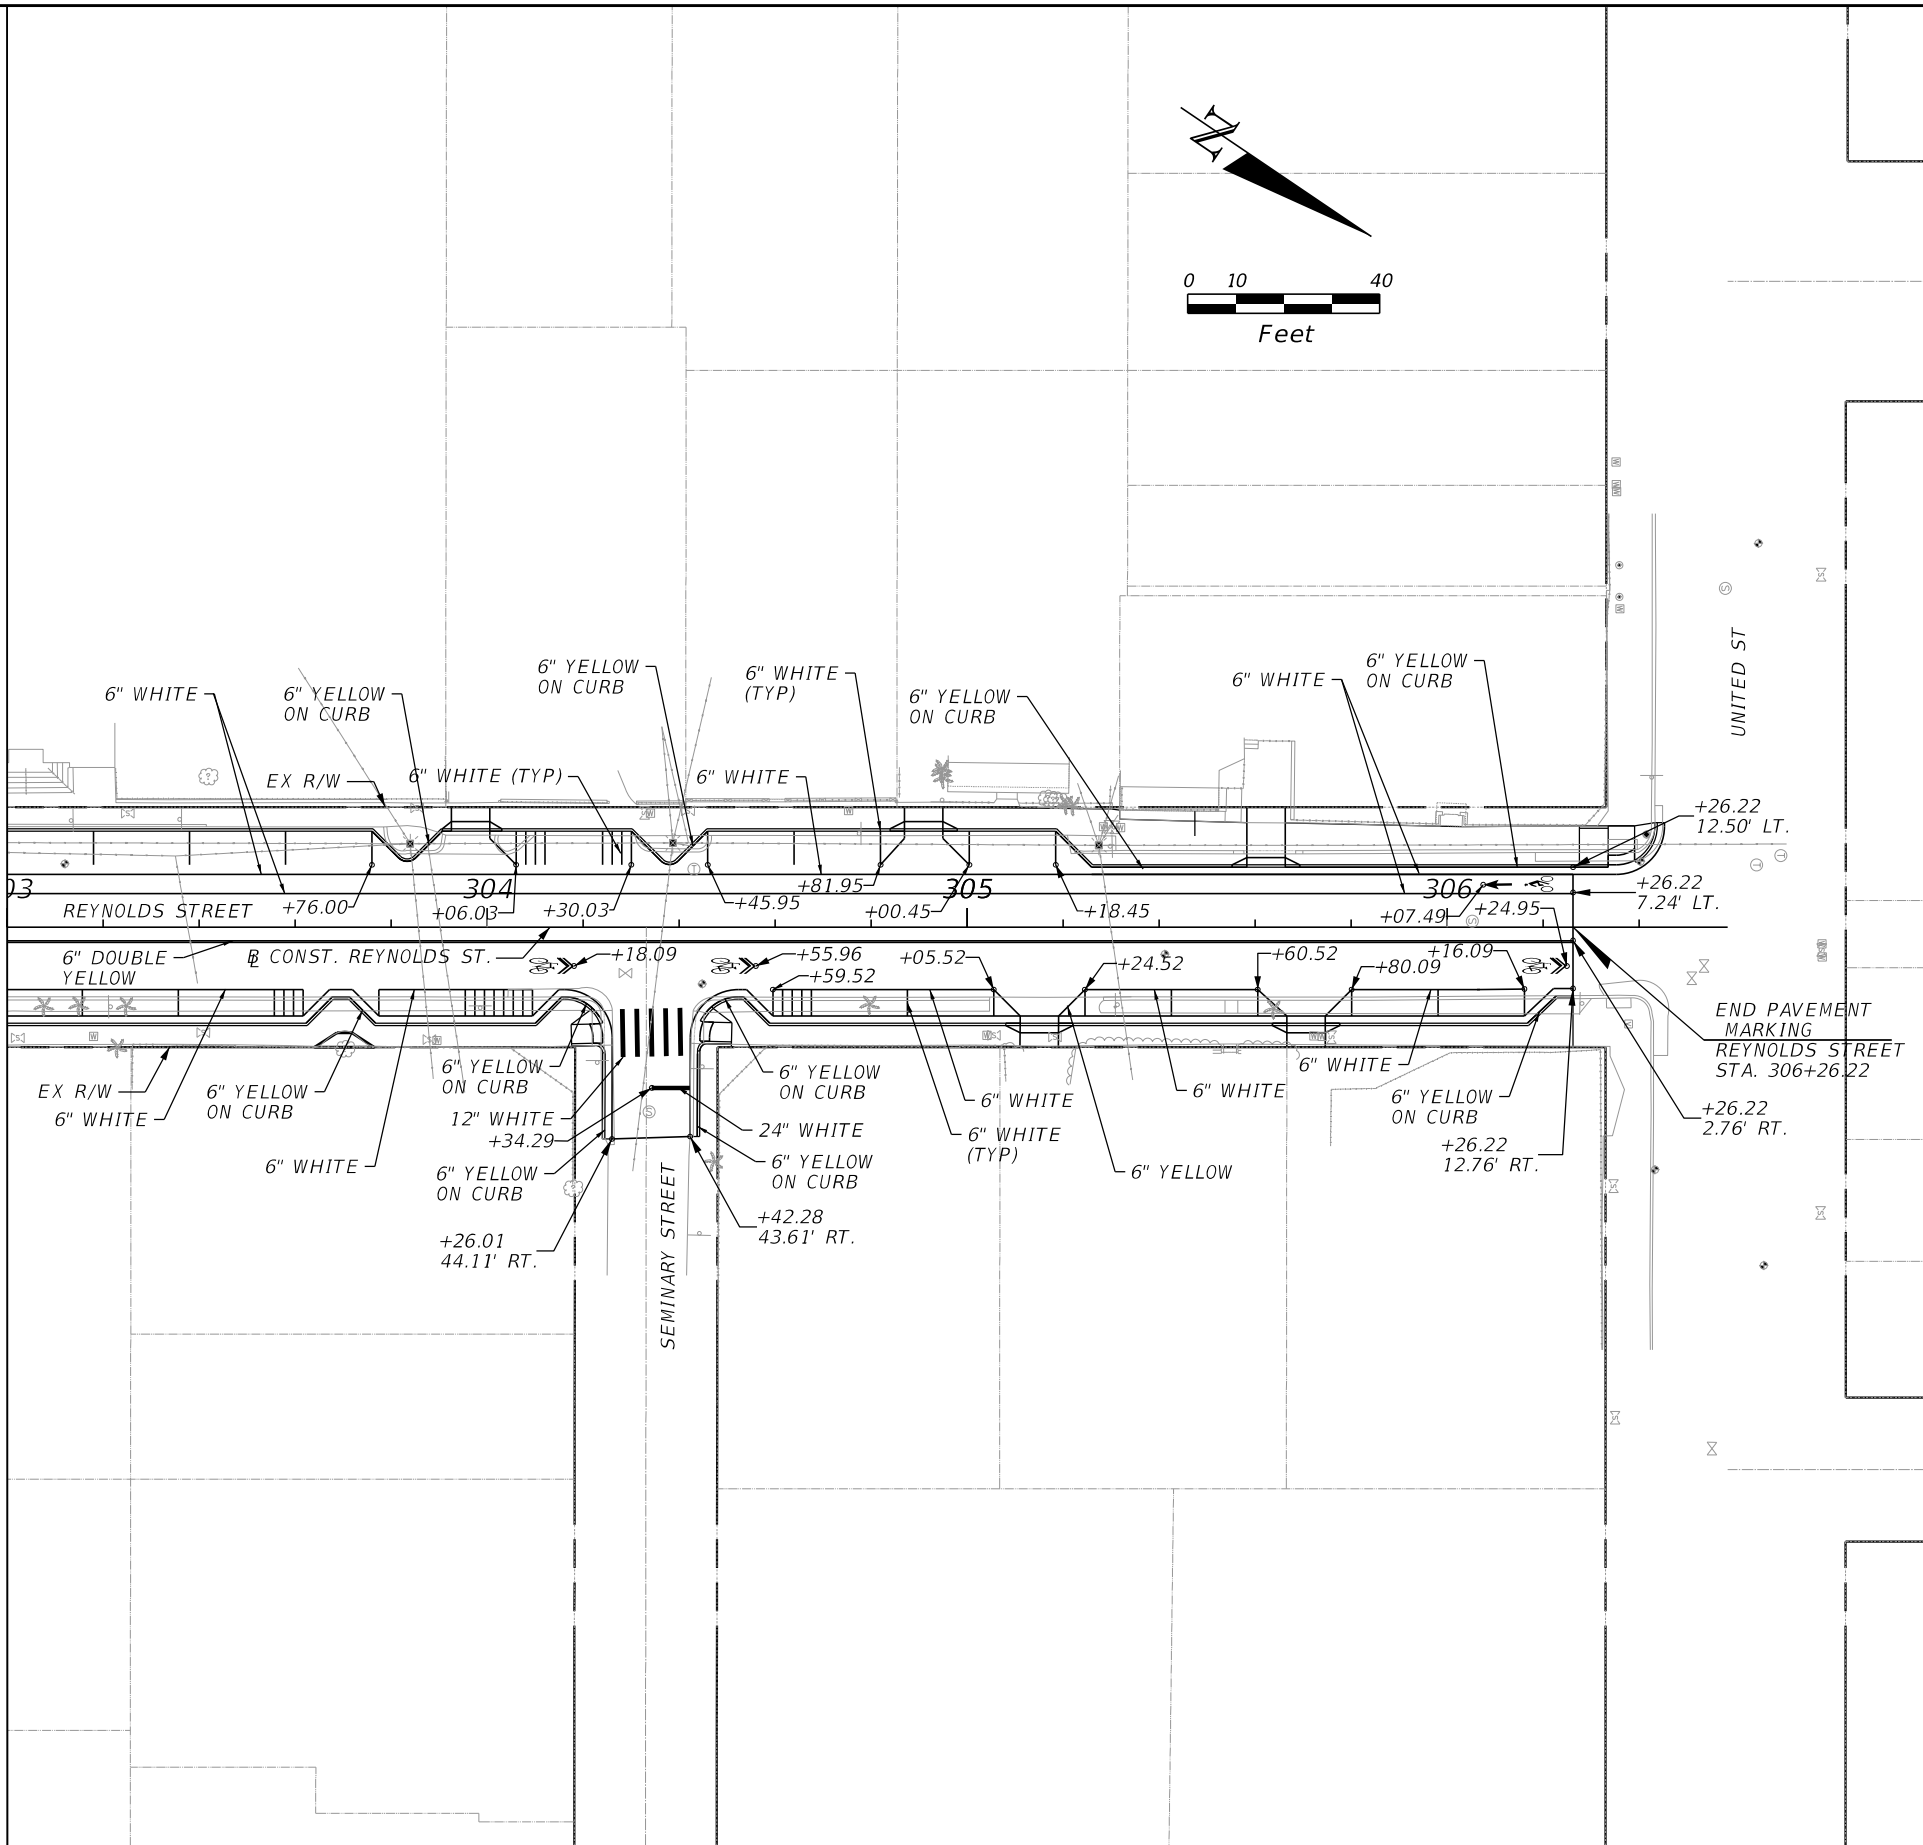 N
0 10 40
Feet
UNITED ST
6" WHITE
6" YELLOW
ON CURB
6" YELLOW
ON CURB
6" WHITE
(TYP)
6" YELLOW
ON CURB
6" WHITE
6" YELLOW
ON CURB
EX R/W
6" WHITE (TYP)
6" WHITE
+26.22
12.50' LT.
03
304
305
306
+26.22
7.24' LT.
REYNOLDS STREET
+76.00
+06.03
+30.03
+45.95
+81.95
+00.45
+18.45
+07.49
+24.95
6" DOUBLE
YELLOW
BL CONST. REYNOLDS ST.
+18.09
+55.96
+59.52
+05.52
+24.52
+60.52
+80.09
+16.09
END PAVEMENT
MARKING
REYNOLDS STREET
STA. 306+26.22
EX R/W
6" WHITE
6" YELLOW
ON CURB
6" WHITE
6" YELLOW
ON CURB
12" WHITE
+34.29
6" YELLOW
ON CURB
+26.01
44.11' RT.
6" YELLOW
ON CURB
24" WHITE
6" YELLOW
ON CURB
+42.28
43.61' RT.
SEMINARY STREET
6" WHITE
6" WHITE
(TYP)
6" WHITE
6" YELLOW
6" WHITE
6" YELLOW
ON CURB
+26.22
12.76' RT.
+26.22
2.76' RT.